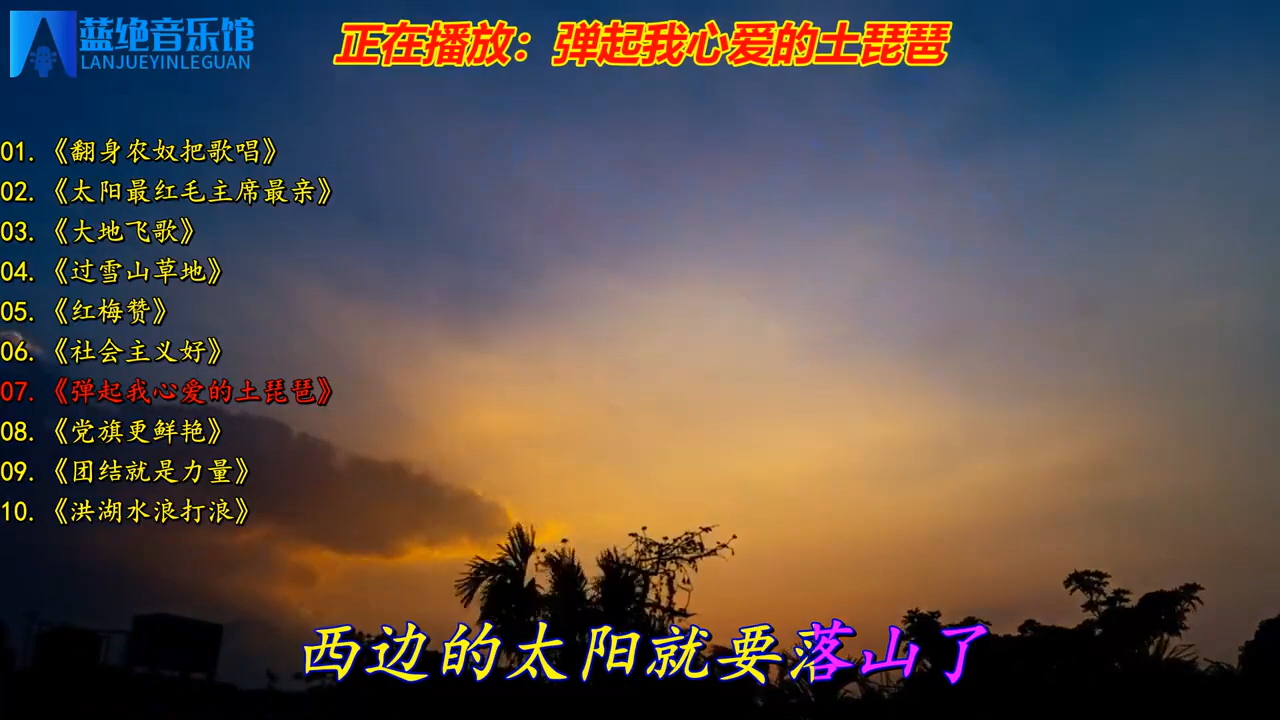 蓝绝音乐馆
LANJUEYINLEGUAN
正在播放：弹起我心爱的土琵琶
01.《翻身农奴把歌唱》
02.《太阳最红毛主席最亲》
03.《大地飞歌》
04.《过雪山草地》
05.《红梅赞》
06.《社会主义好》
07.《弹起我心爱的土琵琶》
08.《党旗更鲜艳》
09.《团结就是力量》
10.《洪湖水浪打浪》
西边的太阳就要落山了